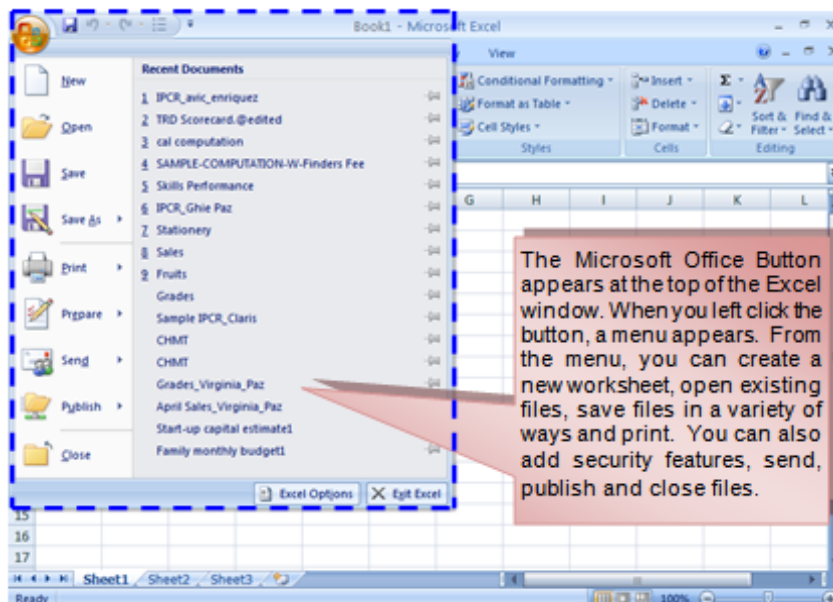 Book1 - Microsoft Excel
View
New
Open
Save
Save As
Print
Prepare
Send
Publish
Close
Recent Documents
1 IPCR_avic_enriquez
2 TRD Scorecard.@edited
3 cal computation
4 SAMPLE-COMPUTATION-W-Finders Fee
5 Skills Performance
6 IPCR_Ghie Paz
7 Stationery
8 Sales
9 Fruits
Grades
Sample IPCR_Claris
CHMT
CHMT
Grades_Virginia_Paz
April Sales_Virginia_Paz
Start-up capital estimate1
Family monthly budget1
Excel Options
Exit Excel
Conditional Formatting
Format as Table
Cell Styles
Styles
Insert
Delete
Format
Cells
Σ
Sort & Filter
Find & Select
Editing
G H I J K L
The Microsoft Office Button
appears at the top of the Excel
window. When you left click the
button, a menu appears. From
the menu, you can create a
new worksheet, open existing
files, save files in a variety of
ways and print. You can also
add security features, send,
publish and close files.
15
16
17
Sheet1 Sheet2 Sheet3
Ready
100%